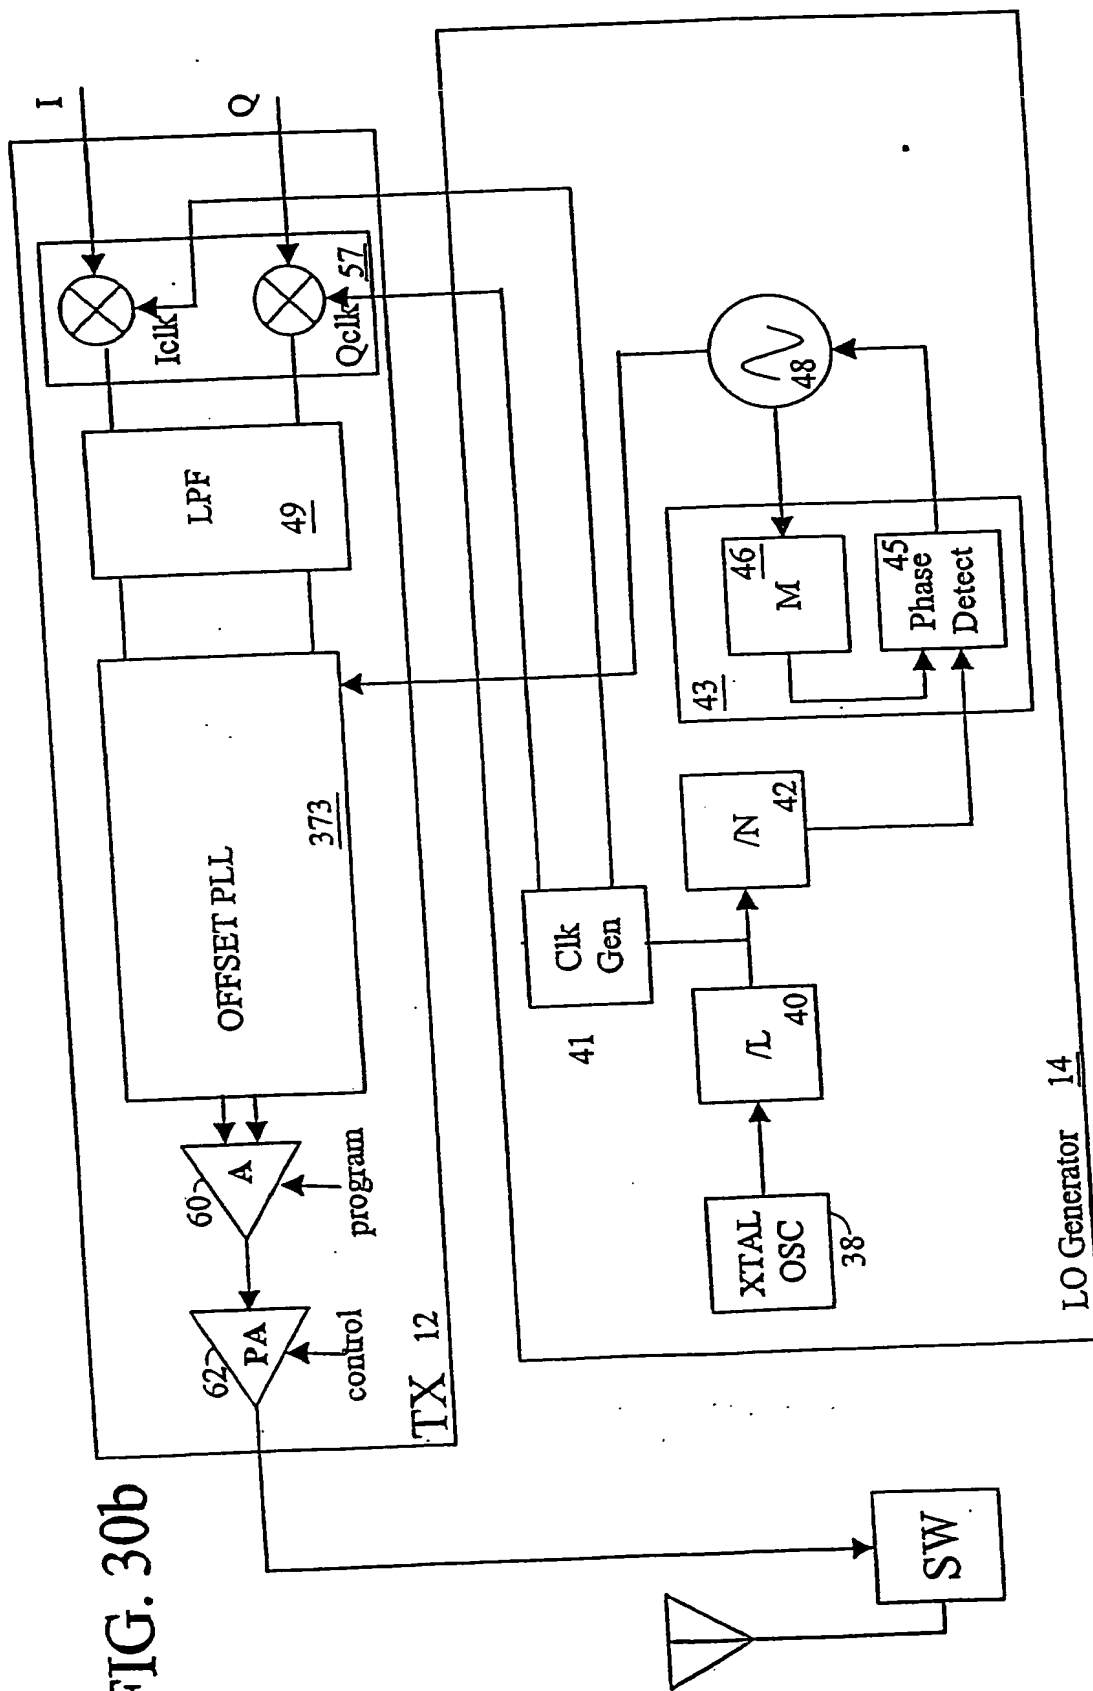 FIG. 30b
I
Q
Iclk
Qclk
57
LPF
49
OFFSET PLL
373
A
60
program
PA
62
control
TX 12
SW
Clk
Gen
41
48
M
46
45
Phase
Detect
43
/N
42
/L
40
XTAL
OSC
38
LO Generator 14